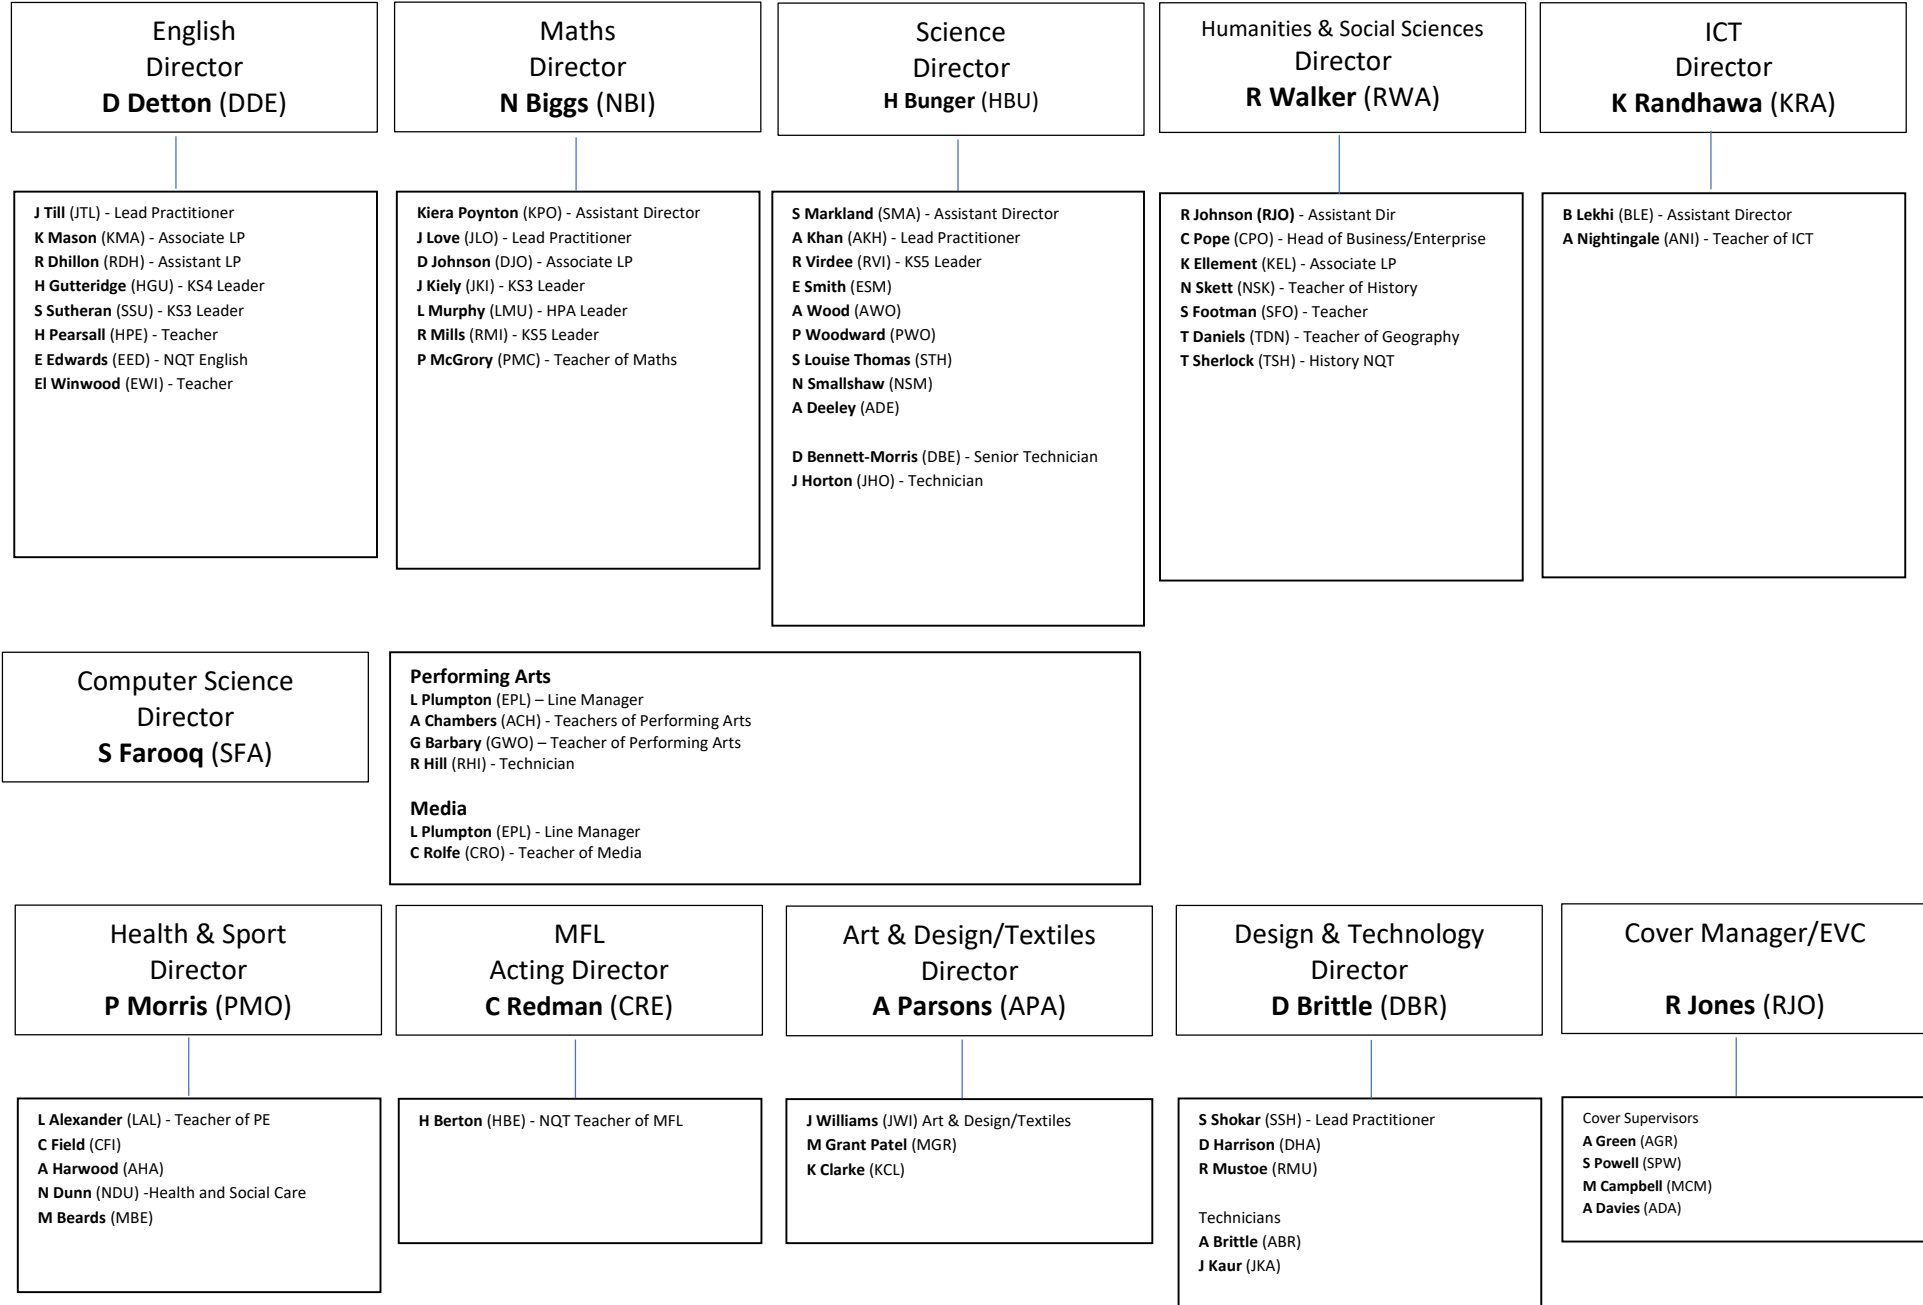 English
Director
D Detton (DDE)
Maths
Director
N Biggs (NBI)
Science
Director
H Bunger (HBU)
Humanities & Social Sciences
Director
R Walker (RWA)
ICT
Director
K Randhawa (KRA)
J Till (JTL) - Lead Practitioner
K Mason (KMA) - Associate LP
R Dhillon (RDH) - Assistant LP
H Gutteridge (HGU) - KS4 Leader
S Sutheran (SSU) - KS3 Leader
H Pearsall (HPE) - Teacher
E Edwards (EED) - NQT English
El Winwood (EWI) - Teacher
Kiera Poynton (KPO) - Assistant Director
J Love (JLO) - Lead Practitioner
D Johnson (DJO) - Associate LP
J Kiely (JKI) - KS3 Leader
L Murphy (LMU) - HPA Leader
R Mills (RMI) - KS5 Leader
P McGrory (PMC) - Teacher of Maths
S Markland (SMA) - Assistant Director
A Khan (AKH) - Lead Practitioner
R Virdee (RVI) - KS5 Leader
E Smith (ESM)
A Wood (AWO)
P Woodward (PWO)
S Louise Thomas (STH)
N Smallshaw (NSM)
A Deeley (ADE)
D Bennett-Morris (DBE) - Senior Technician
J Horton (JHO) - Technician
R Johnson (RJO) - Assistant Dir
C Pope (CPO) - Head of Business/Enterprise
K Ellement (KEL) - Associate LP
N Skett (NSK) - Teacher of History
S Footman (SFO) - Teacher
T Daniels (TDN) - Teacher of Geography
T Sherlock (TSH) - History NQT
B Lekhi (BLE) - Assistant Director
A Nightingale (ANI) - Teacher of ICT
Computer Science
Director
S Farooq (SFA)
Performing Arts
L Plumpton (EPL) – Line Manager
A Chambers (ACH) - Teachers of Performing Arts
G Barbary (GWO) – Teacher of Performing Arts
R Hill (RHI) - Technician
Media
L Plumpton (EPL) - Line Manager
C Rolfe (CRO) - Teacher of Media
Health & Sport
Director
P Morris (PMO)
MFL
Acting Director
C Redman (CRE)
Art & Design/Textiles
Director
A Parsons (APA)
Design & Technology
Director
D Brittle (DBR)
Cover Manager/EVC
R Jones (RJO)
L Alexander (LAL) - Teacher of PE
C Field (CFI)
A Harwood (AHA)
N Dunn (NDU) -Health and Social Care
M Beards (MBE)
H Berton (HBE) - NQT Teacher of MFL
J Williams (JWI) Art & Design/Textiles
M Grant Patel (MGR)
K Clarke (KCL)
S Shokar (SSH) - Lead Practitioner
D Harrison (DHA)
R Mustoe (RMU)
Technicians
A Brittle (ABR)
J Kaur (JKA)
Cover Supervisors
A Green (AGR)
S Powell (SPW)
M Campbell (MCM)
A Davies (ADA)